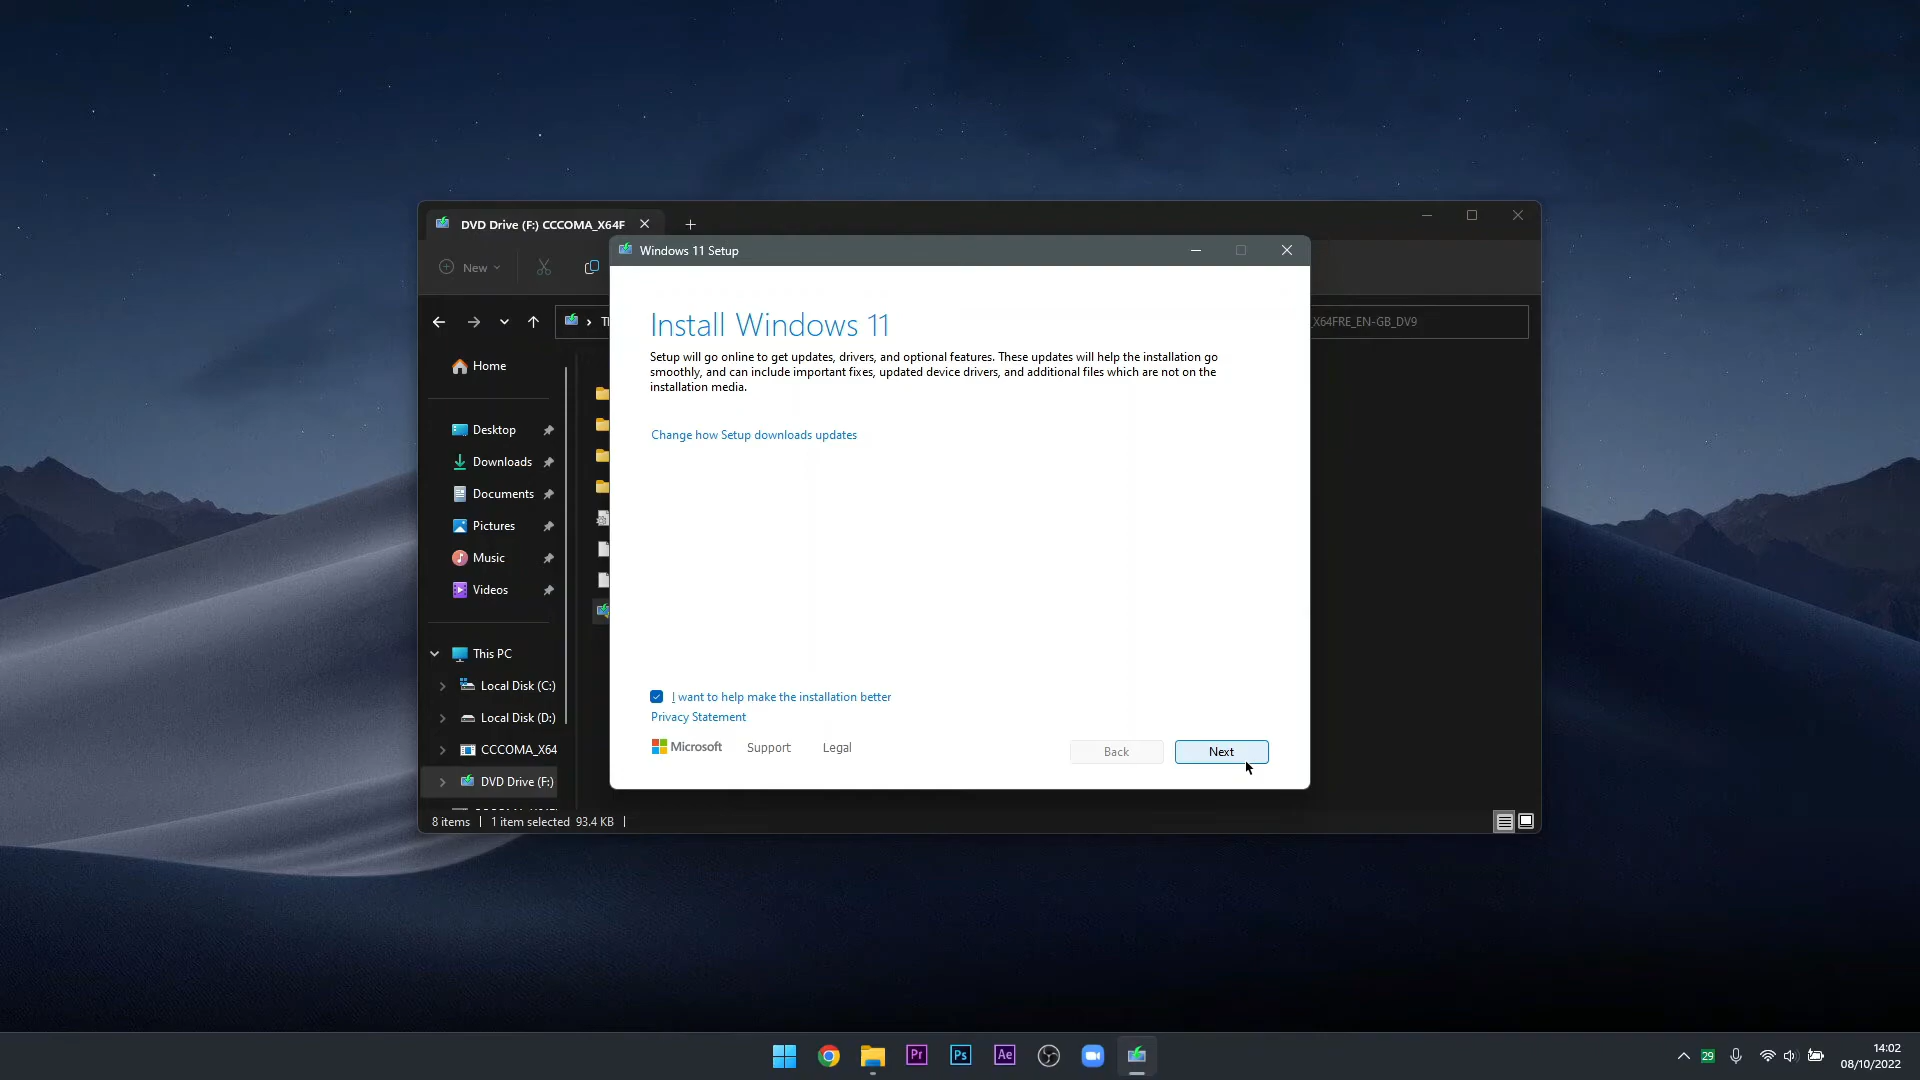 DVD Drive (F:) CCCOMA_X64F
New
Windows 11 Setup
X64FRE_EN-GB_DV9
Home
Desktop
Downloads
Documents
Pictures
Music
Videos
This PC
Local Disk (C:)
Local Disk (D:)
CCCOMA_X64
DVD Drive (F:)
Install Windows 11
Setup will go online to get updates, drivers, and optional features. These updates will help the installation go
smoothly, and can include important fixes, updated device drivers, and additional files which are not on the
installation media.
Change how Setup downloads updates
I want to help make the installation better
Privacy Statement
Microsoft
Support
Legal
Back
Next
8 items
1 item selected 93.4 KB
Pr
Ps
Ae
29
14:02
08/10/2022